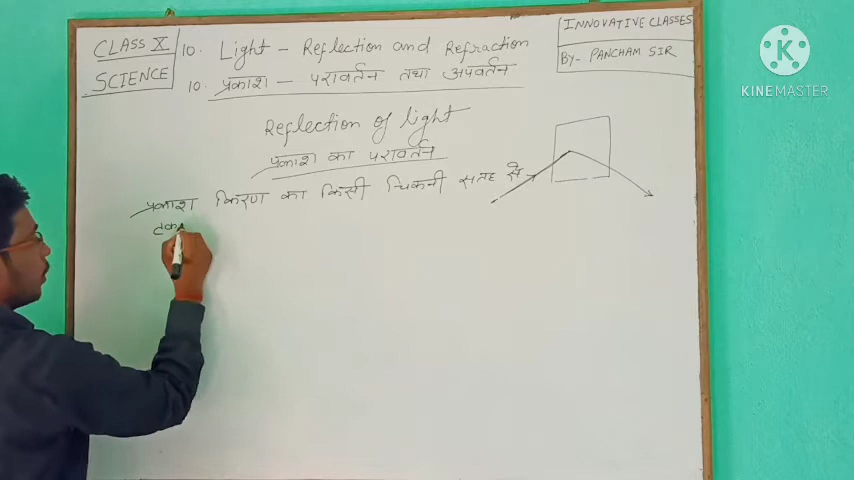 CLASS X
SCIENCE
10. Light - Reflection and Refraction
10. प्रकाश - परावर्तन तथा अपवर्तन
INNOVATIVE CLASSES
BY- PANCHAM SIR
KINEMASTER
Reflection of light
प्रकाश का परावर्तन
प्रकाश किरण का किसी चिकनी सतह से
टक